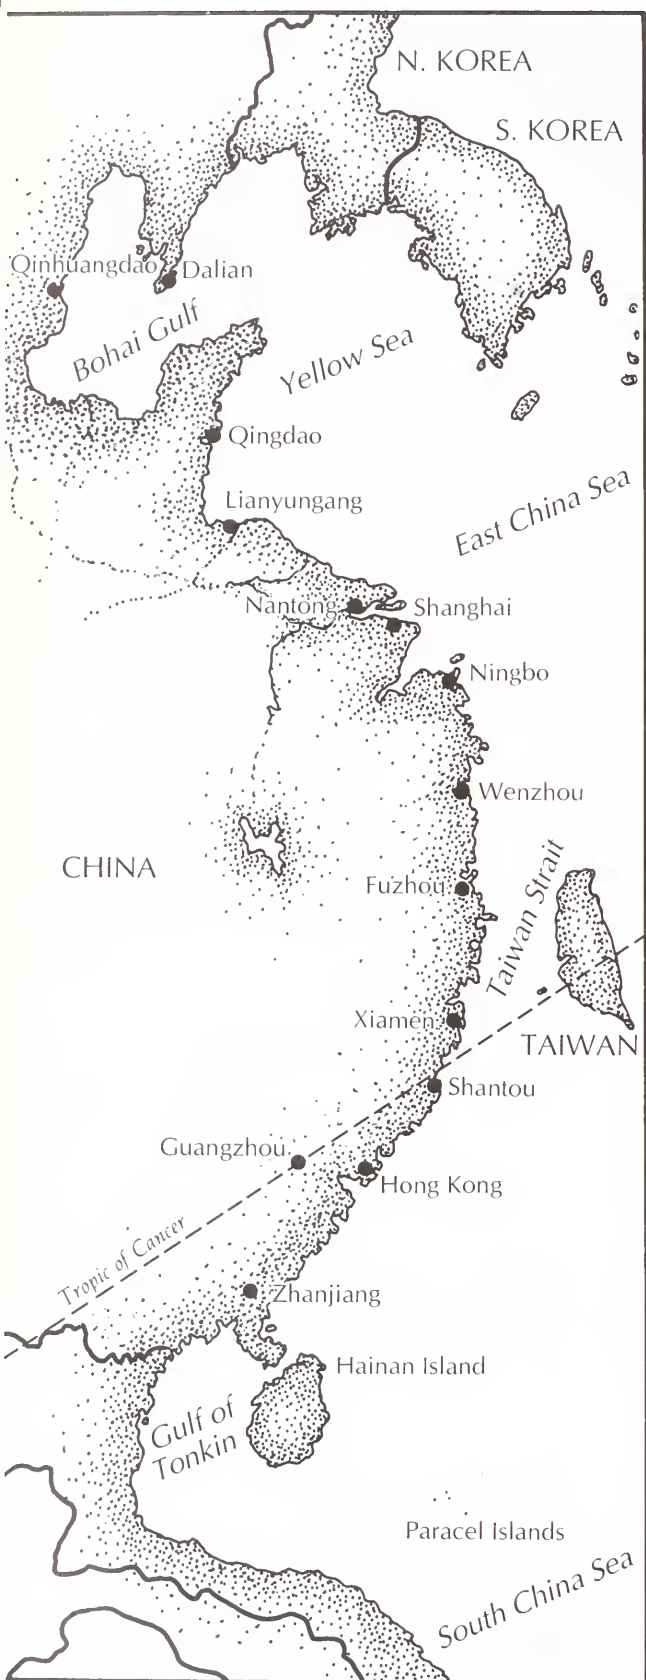 N. KOREA
S. KOREA
Qinhuangdao
Dalian
Bohai Gulf
Yellow Sea
Qingdao
East China Sea
Lianyungang
Nantong
Shanghai
Ningbo
Wenzhou
CHINA
Fuzhou
Taiwan Strait
Xiamen
TAIWAN
Shantou
Guangzhou
Hong Kong
Tropic of Cancer
Zhanjiang
Hainan Island
Gulf of
Tonkin
Paracel Islands
South China Sea